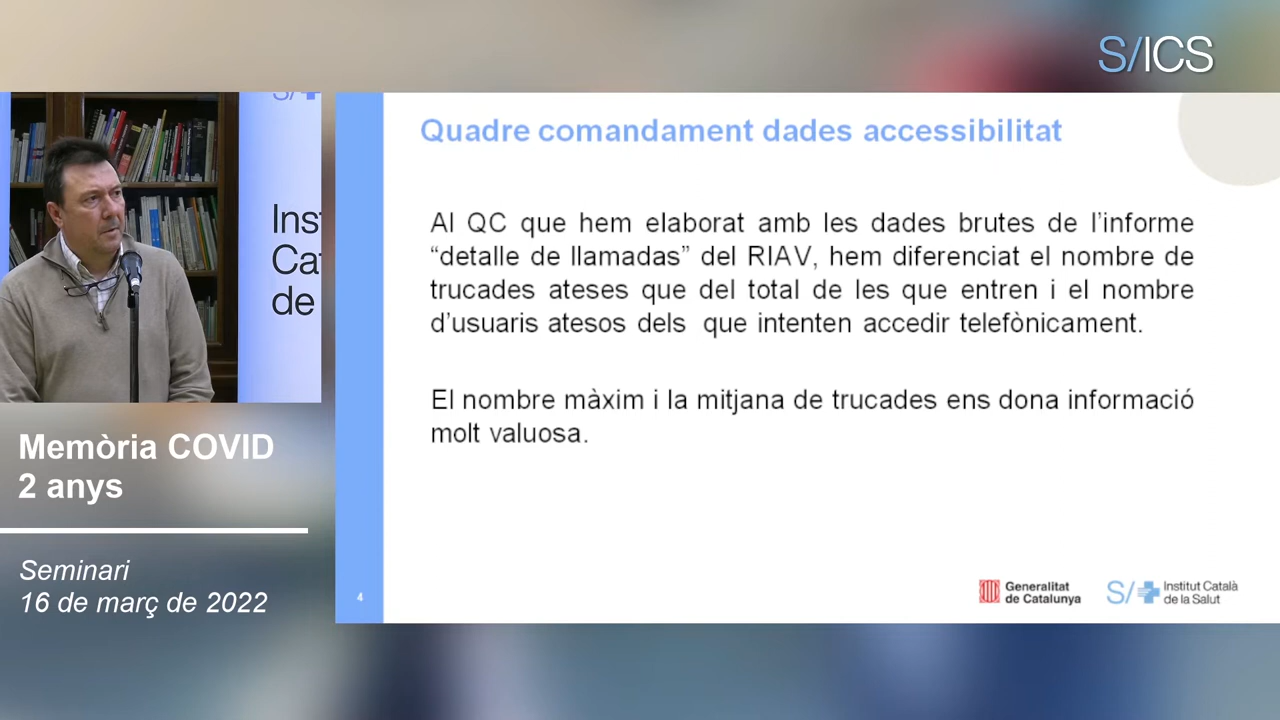 S/ICS
Quadre comandament dades accessibilitat
Al QC que hem elaborat amb les dades brutes de l’informe
“detalle de llamadas” del RIAV, hem diferenciat el nombre de
trucades ateses que del total de les que entren i el nombre
d’usuaris atesos dels que intenten accedir telefònicament.
El nombre màxim i la mitjana de trucades ens dona informació
molt valuosa.
Memòria COVID
2 anys
Seminari
16 de març de 2022
4
Generalitat
de Catalunya
S/
Institut Català
de la Salut
de